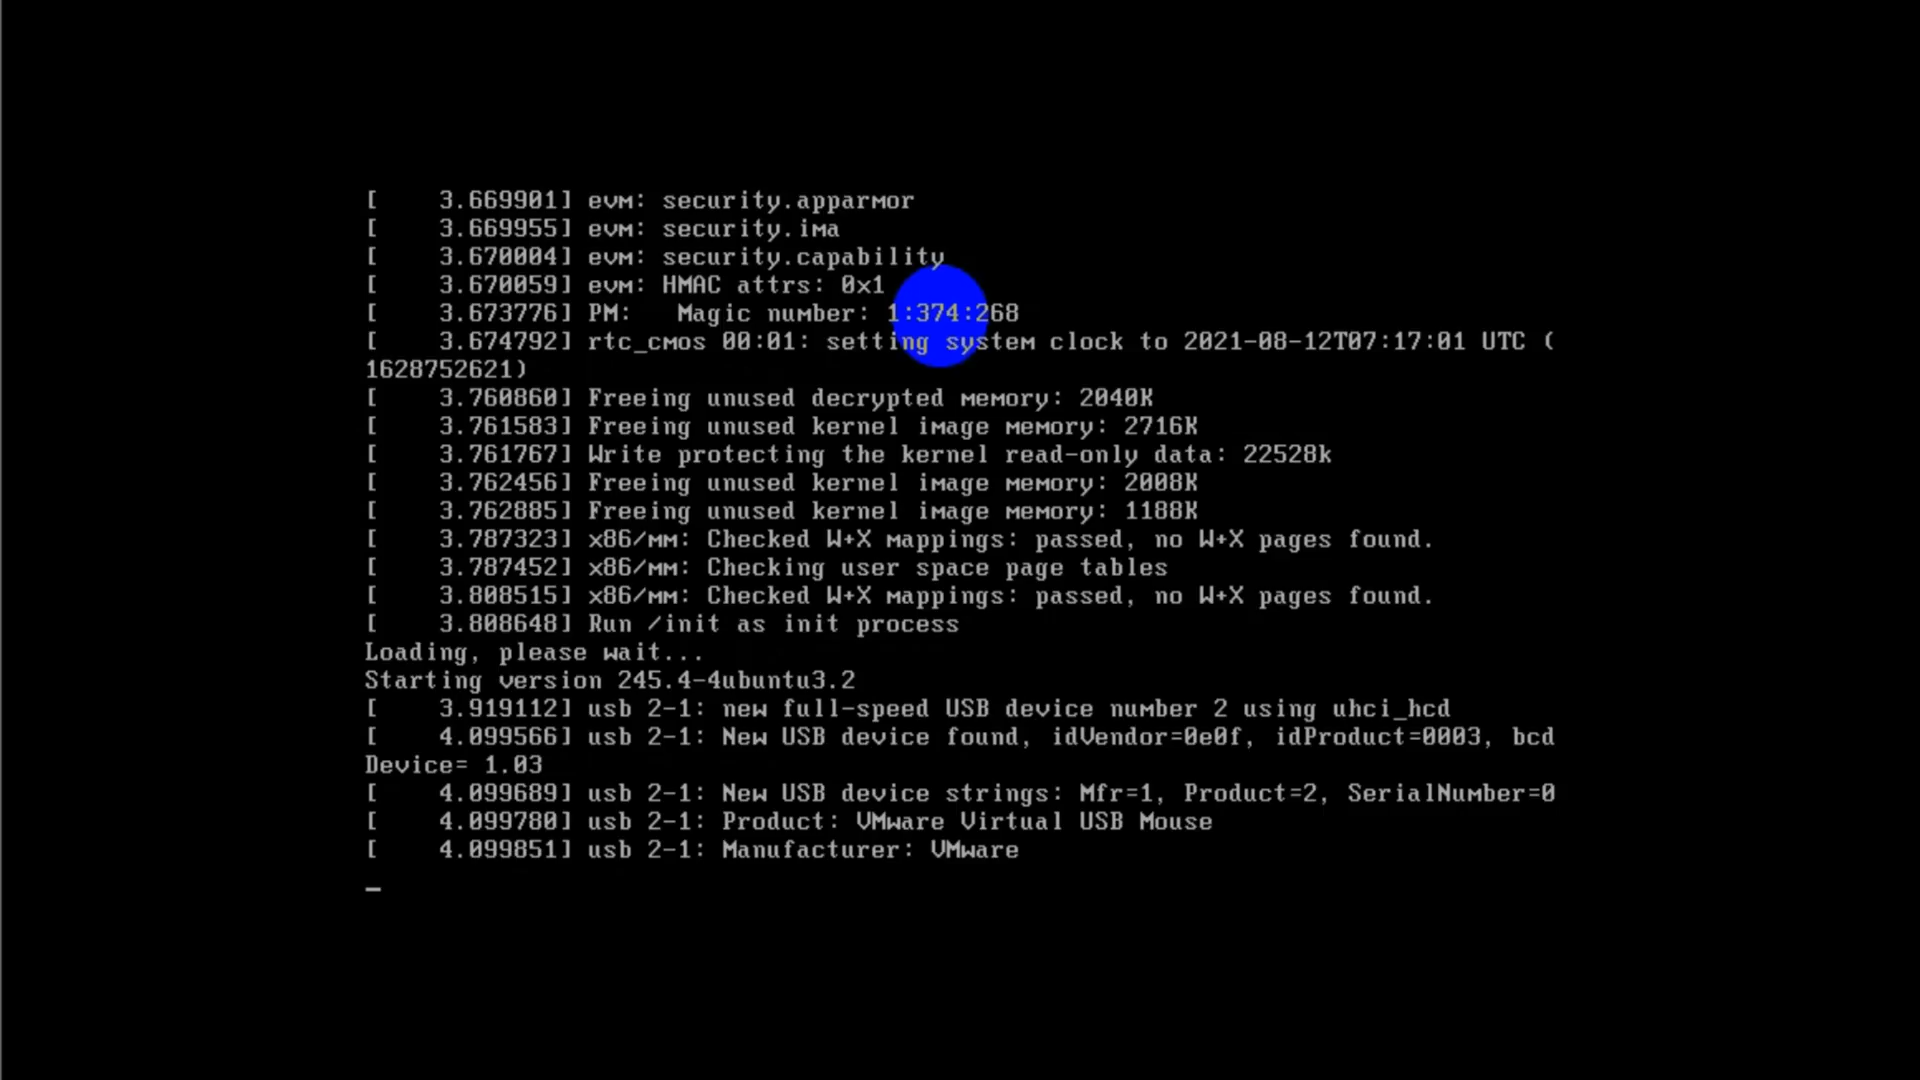 [    3.669901] evm: security.apparmor
[    3.669955] evm: security.ima
[    3.670004] evm: security.capability
[    3.670059] evm: HMAC attrs: 0x1
[    3.673776] PM:   Magic number: 1:374:268
[    3.674792] rtc_cmos 00:01: setting system clock to 2021-08-12T07:17:01 UTC (
1628752621)
[    3.760860] Freeing unused decrypted memory: 2040K
[    3.761583] Freeing unused kernel image memory: 2716K
[    3.761767] Write protecting the kernel read-only data: 22528k
[    3.762456] Freeing unused kernel image memory: 2008K
[    3.762885] Freeing unused kernel image memory: 1188K
[    3.787323] x86/mm: Checked W+X mappings: passed, no W+X pages found.
[    3.787452] x86/mm: Checking user space page tables
[    3.808515] x86/mm: Checked W+X mappings: passed, no W+X pages found.
[    3.808648] Run /init as init process
Loading, please wait...
Starting version 245.4-4ubuntu3.2
[    3.919112] usb 2-1: new full-speed USB device number 2 using uhci_hcd
[    4.099566] usb 2-1: New USB device found, idVendor=0e0f, idProduct=0003, bcd
Device= 1.03
[    4.099689] usb 2-1: New USB device strings: Mfr=1, Product=2, SerialNumber=0
[    4.099780] usb 2-1: Product: VMware Virtual USB Mouse
[    4.099851] usb 2-1: Manufacturer: VMware
_